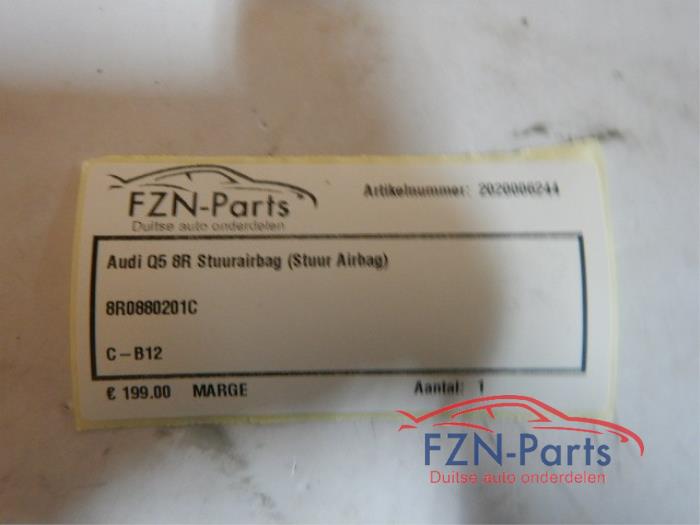 FZN-Parts
Duitse auto onderdelen
Artikelnummer: 2020006244
Audi Q5 8R Stuurairbag (Stuur Airbag)
8R0880201C
C-B12
€ 199.00 MARGE
Aantal: 1
FZN-Parts
Duitse auto onderdelen